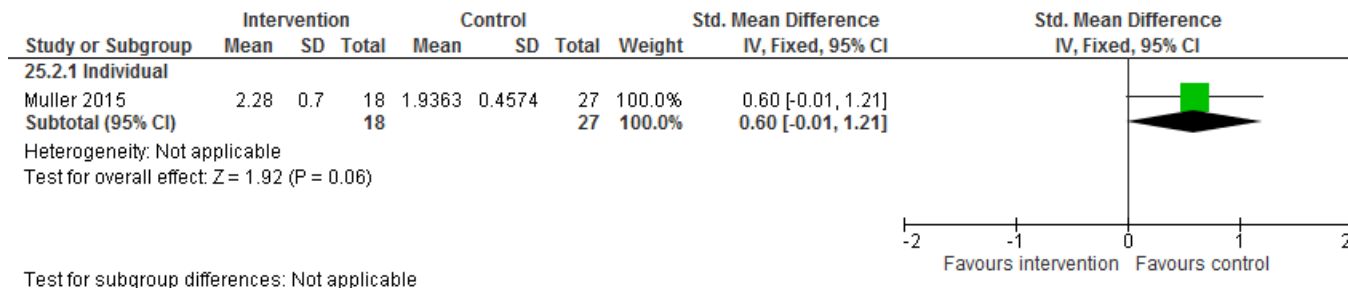 Intervention Control Std. Mean Difference Std. Mean Difference
Study or Subgroup Mean SD Total Mean SD Total Weight IV, Fixed, 95% CI IV, Fixed, 95% CI
25.2.1 Individual
Muller 2015 2.28 0.7 18 1.9363 0.4574 27 100.0% 0.60 [-0.01, 1.21]
Subtotal (95% CI) 18 27 100.0% 0.60 [-0.01, 1.21]
Heterogeneity: Not applicable
Test for overall effect: Z = 1.92 (P = 0.06)
-2 -1 0 1 2
Favours intervention Favours control
Test for subgroup differences: Not applicable